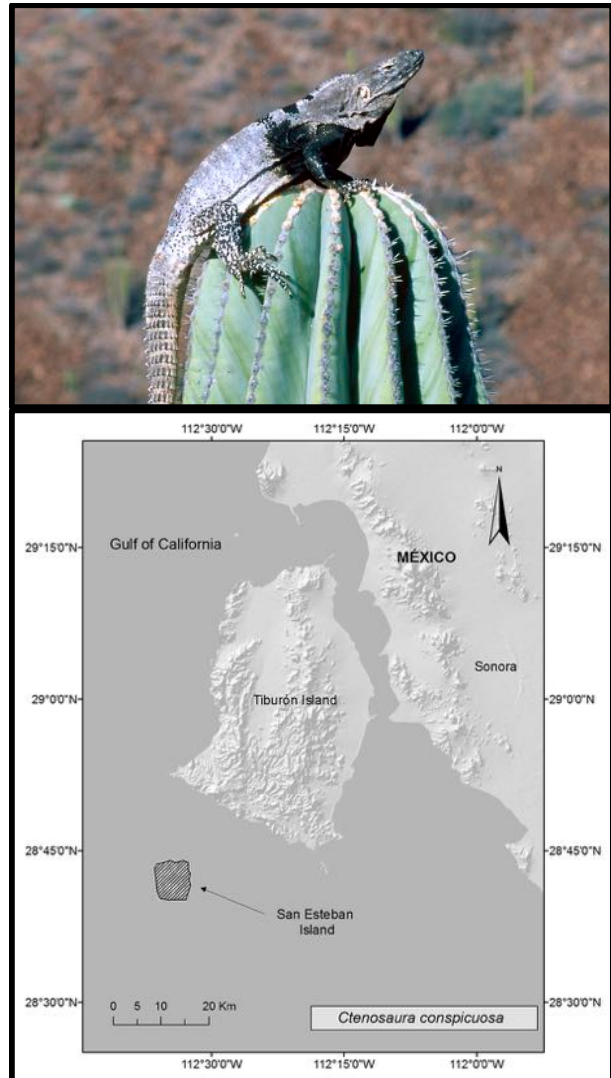 112°30'0"W 112°15'0"W 112°0'0"W
N
Gulf of California
29°15'0"N MÉXICO 29°15'0"N
Sonora
29°0'0"N Tiburón Island 29°0'0"N
28°45'0"N 28°45'0"N
San Esteban
Island
28°30'0"N 28°30'0"N
0 5 10 20 Km
Ctenosaura conspicuosa
112°30'0"W 112°15'0"W 112°0'0"W